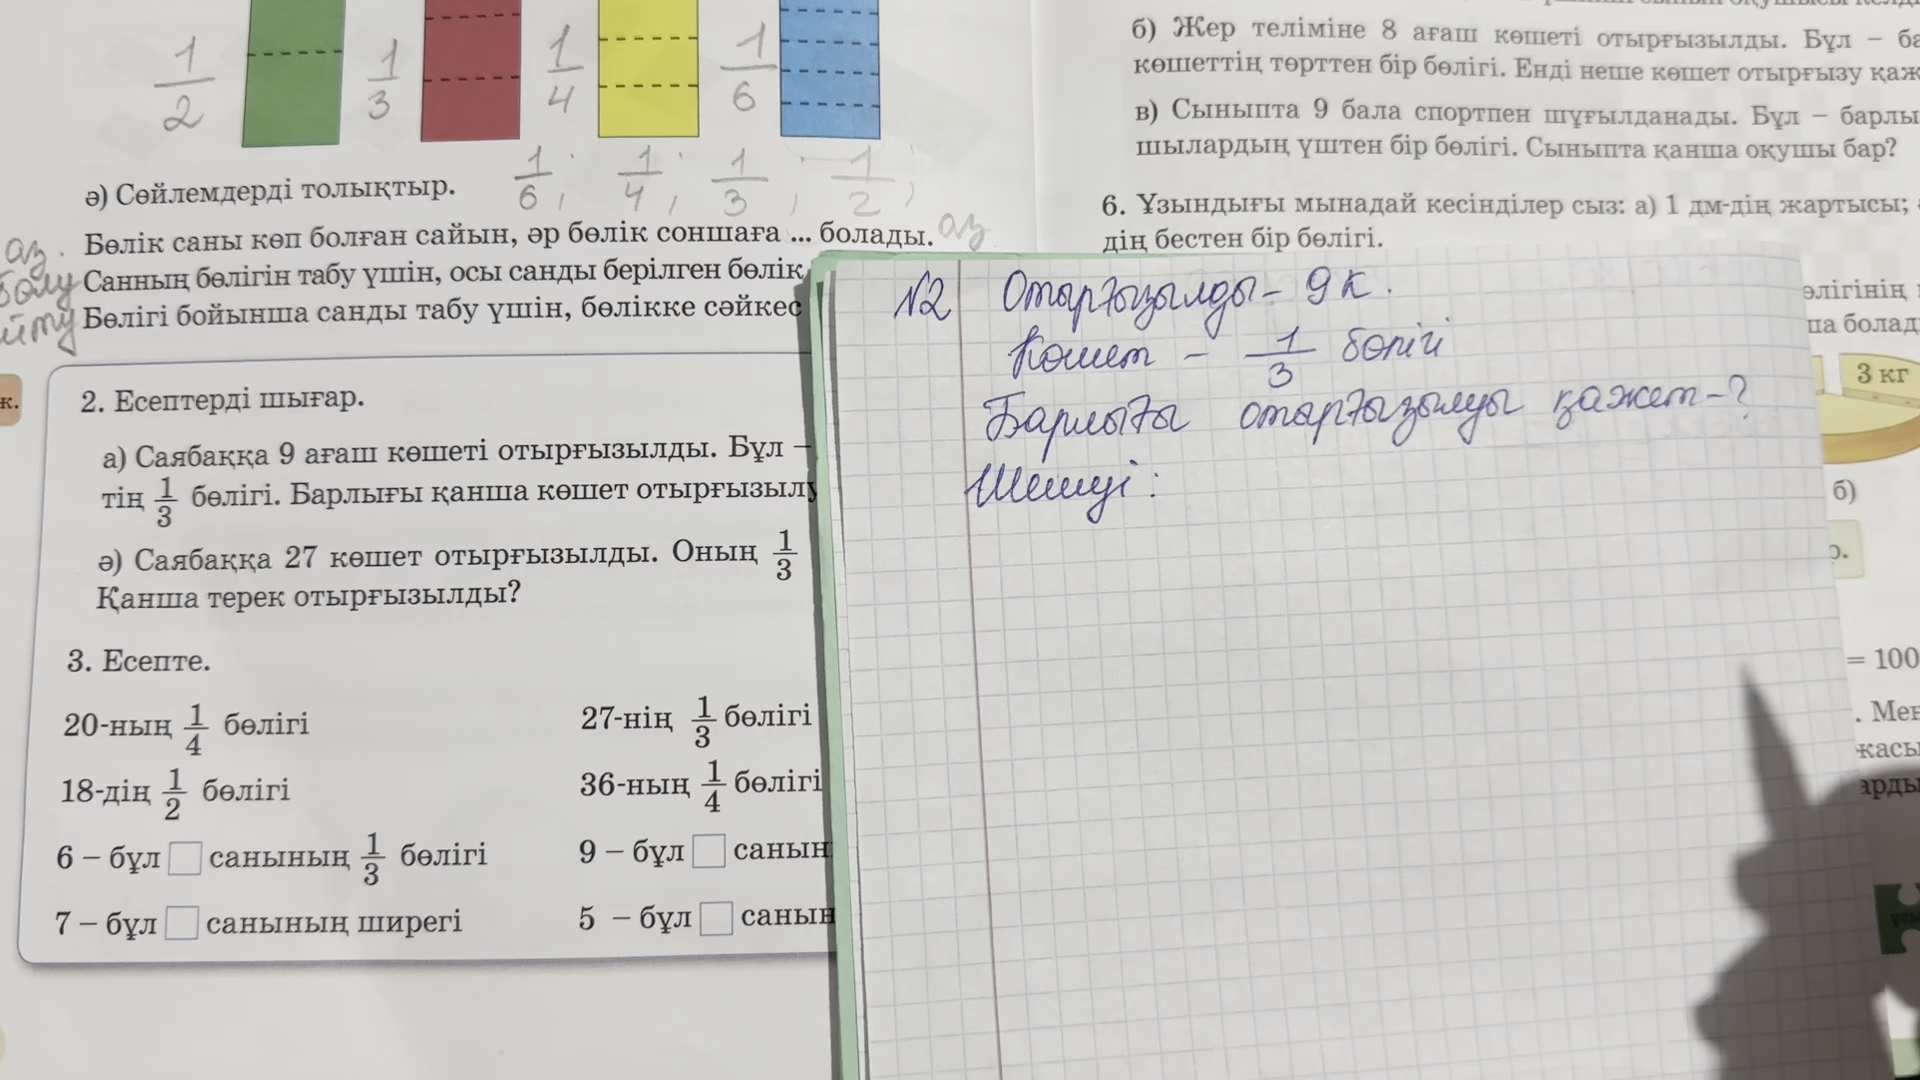 1/2 1/3 1/4 1/6
ә) Сөйлемдерді толықтыр. 1/6; 1/4; 1/3; 1/2;
Бөлік саны көп болған сайын, әр бөлік соншаға ... болады. аз
аз.
Санның бөлігін табу үшін, осы санды берілген бөлік
бөлу
Бөлігі бойынша санды табу үшін, бөлікке сәйкес
2. Есептерді шығар.
а) Саябаққа 9 ағаш көшеті отырғызылды. Бұл –
тің 1/3 бөлігі. Барлығы қанша көшет отырғызылу
ә) Саябаққа 27 көшет отырғызылды. Оның 1/3
Қанша терек отырғызылды?
3. Есепте.
20-ның 1/4 бөлігі 27-нің 1/3 бөлігі
18-дің 1/2 бөлігі 36-ның 1/4 бөлігі
6 – бұл □ санының 1/3 бөлігі 9 – бұл □ санын
7 – бұл □ санының ширегі 5 – бұл □ санын
б) Жер теліміне 8 ағаш көшеті отырғызылды. Бұл – ба
көшеттің төрттен бір бөлігі. Енді неше көшет отырғызу қаж
в) Сыныпта 9 бала спортпен шұғылданады. Бұл – барлы
шылардың үштен бір бөлігі. Сыныпта қанша оқушы бар?
6. Ұзындығы мынадай кесінділер сыз: а) 1 дм-дің жартысы;
дің бестен бір бөлігі.
№2 Отырғызылды – 9 к.
Көшет – 1/3 бөлігі
Барлығы отырғызылуы қажет – ?
Шешуі:
3 кг
б)
= 100